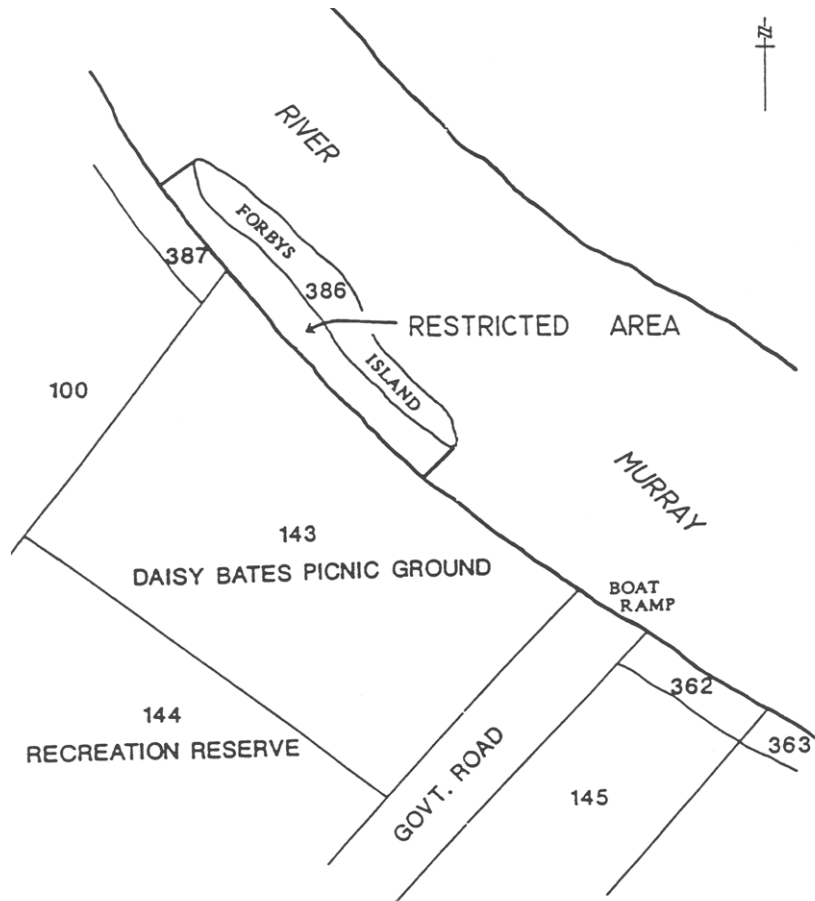 N
RIVER
FORBYS
387
386
RESTRICTED AREA
ISLAND
100
MURRAY
143
DAISY BATES PICNIC GROUND
BOAT
RAMP
362
144
RECREATION RESERVE
363
GOVT. ROAD
145